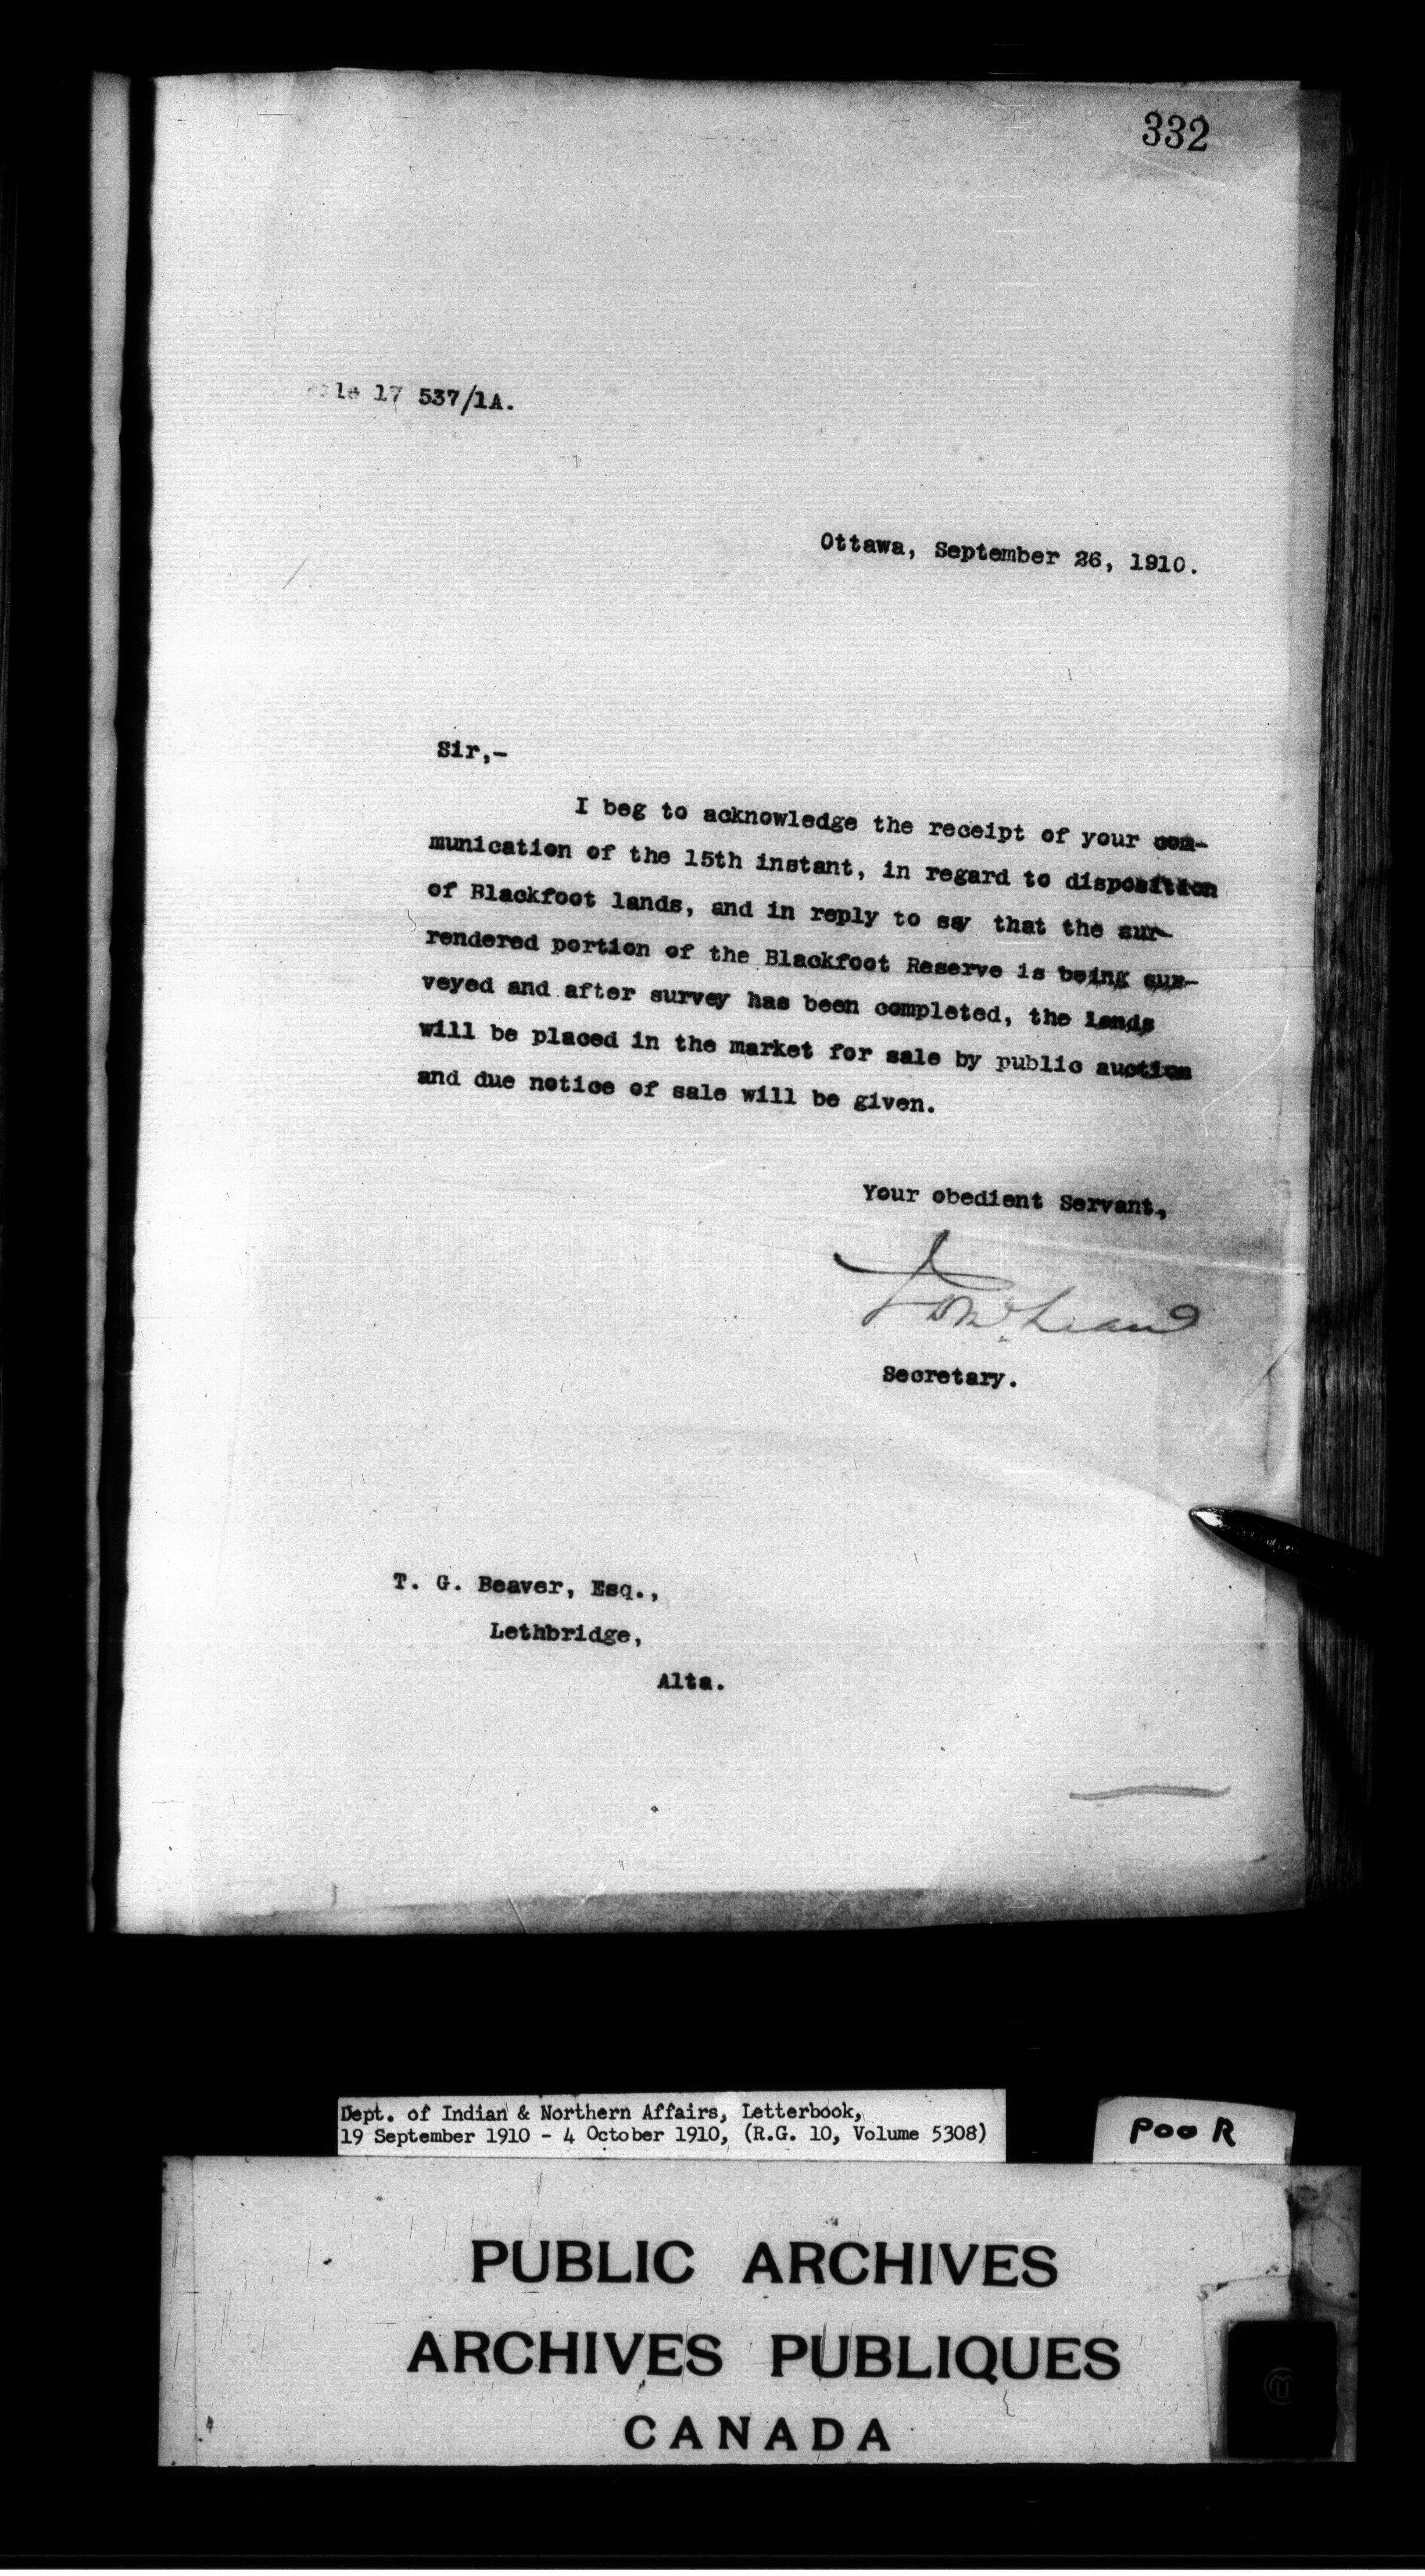 332
File 17 537/1A.
Ottawa, September 26, 1910.
Sir,-
I beg to acknowledge the receipt of your com-
munication of the 15th instant, in regard to disposition
of Blackfoot lands, and in reply to say that the sur-
rendered portion of the Blackfoot Reserve is being sur-
veyed and after survey has been completed, the lands
will be placed in the market for sale by public auction
and due notice of sale will be given.
Your obedient Servant,
J D McLean
Secretary.
T. G. Beaver, Esq.,
Lethbridge,
Alta.
Dept. of Indian & Northern Affairs, Letterbook,
19 September 1910 - 4 October 1910, (R.G. 10, Volume 5308)
POOR
PUBLIC ARCHIVES
ARCHIVES PUBLIQUES
CANADA